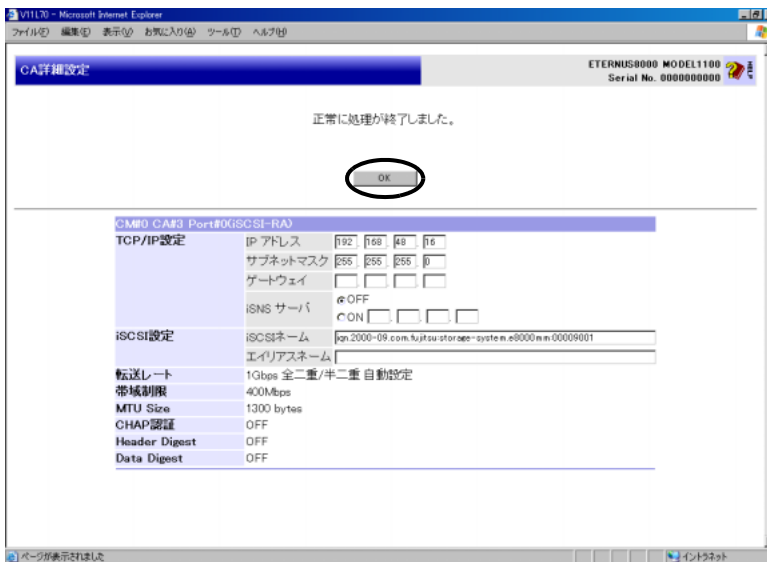 V11L70 - Microsoft Internet Explorer
ファイル(F) 編集(E) 表示(V) お気に入り(A) ツール(T) ヘルプ(H)
CA詳細設定
ETERNUS8000 MODEL1100
Serial No. 0000000000
HELP
正常に処理が終了しました。
OK
CM#0 CA#3 Port#0(iSCSI-RA)
TCP/IP設定 IP アドレス 192 . 168 . 48 . 16
サブネットマスク 255 . 255 . 255 . 0
ゲートウェイ . . .
iSNS サーバ OFF
ON . . .
iSCSI設定 iSCSIネーム iqn.2000-09.com.fujitsu:storage-system.e8000mm:00009001
エイリアスネーム
転送レート 1Gbps 全二重/半二重 自動設定
帯域制限 400Mbps
MTU Size 1300 bytes
CHAP認証 OFF
Header Digest OFF
Data Digest OFF
ページが表示されました イントラネット